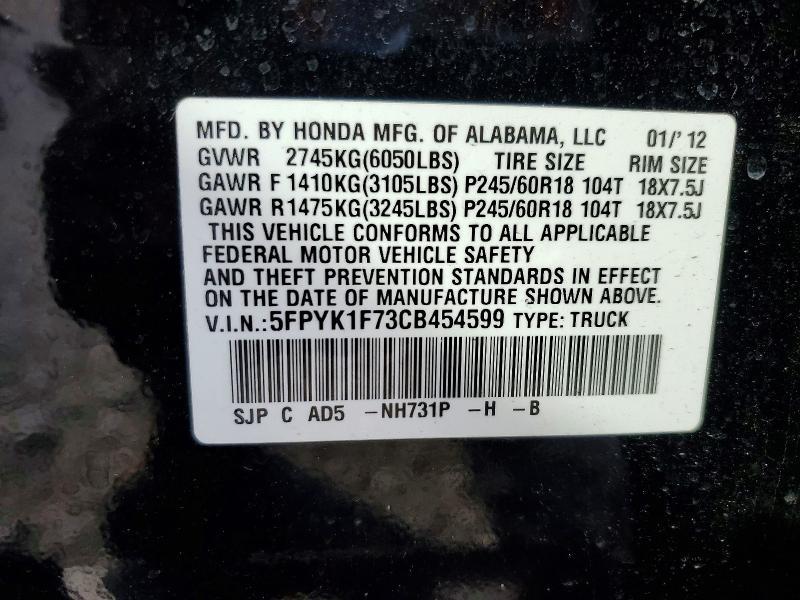 MFD. BY HONDA MFG. OF ALABAMA, LLC 01/' 12
GVWR 2745KG(6050LBS) TIRE SIZE RIM SIZE
GAWR F 1410KG(3105LBS) P245/60R18 104T 18X7.5J
GAWR R1475KG(3245LBS) P245/60R18 104T 18X7.5J
THIS VEHICLE CONFORMS TO ALL APPLICABLE
FEDERAL MOTOR VEHICLE SAFETY
AND THEFT PREVENTION STANDARDS IN EFFECT
ON THE DATE OF MANUFACTURE SHOWN ABOVE.
V.I.N.:5FPYK1F73CB454599 TYPE: TRUCK
SJP C AD5 -NH731P -H -B